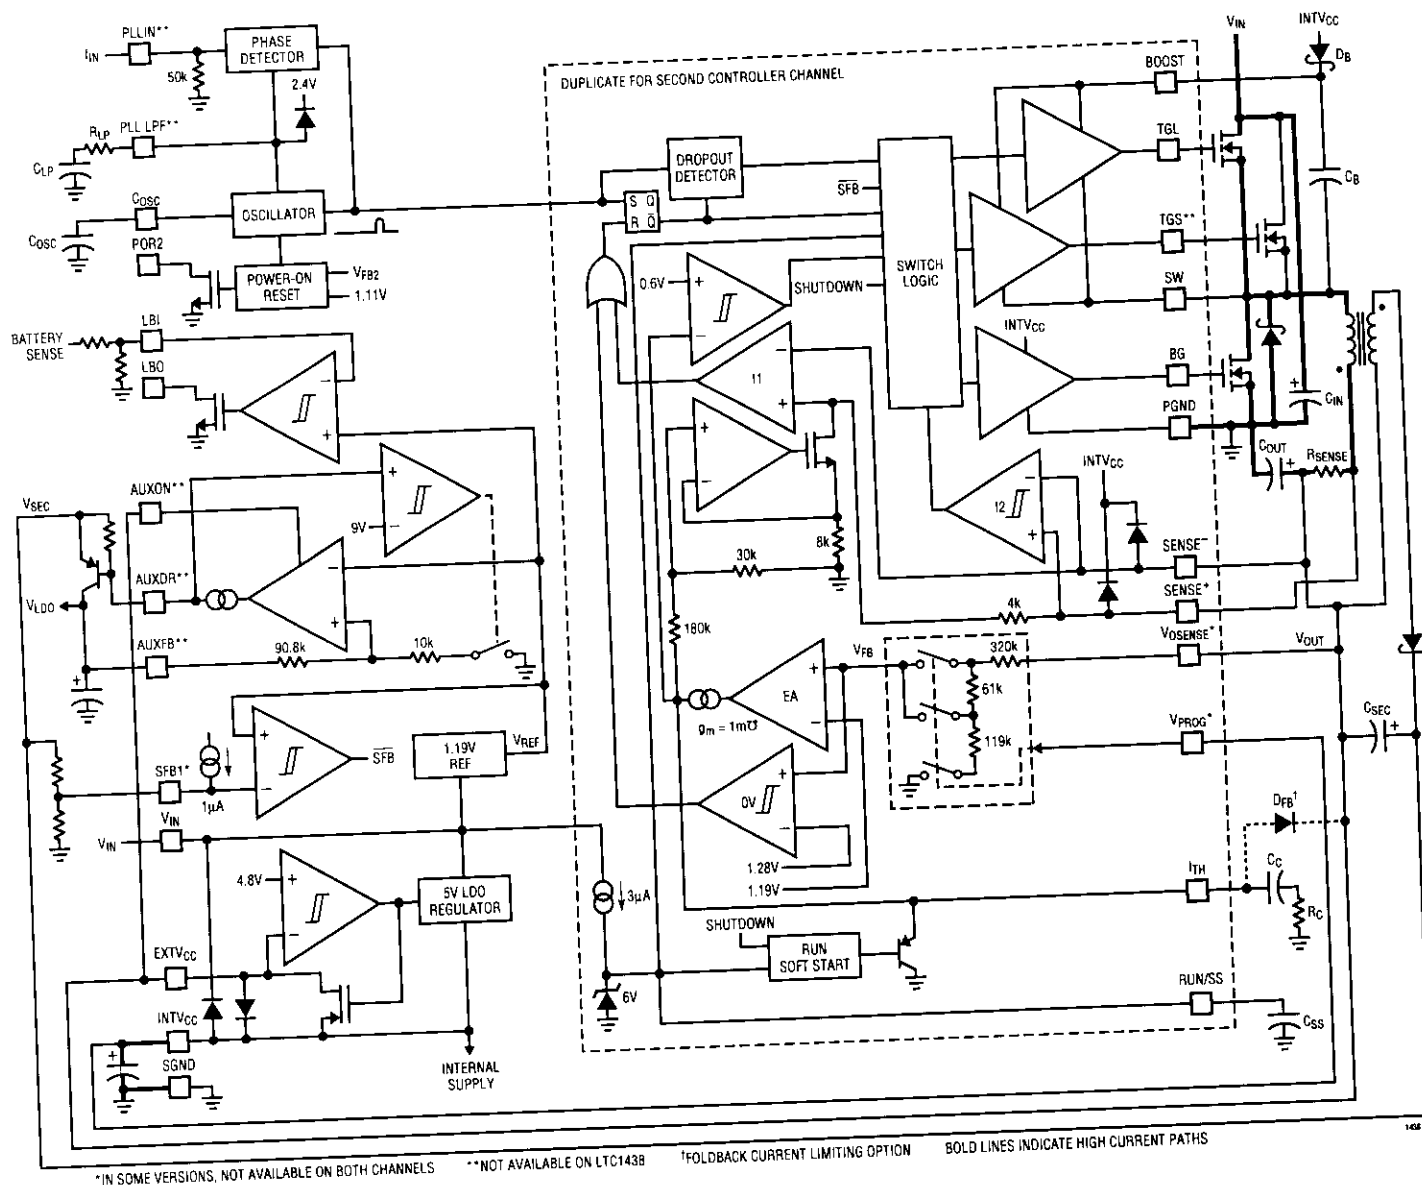 PLLIN**
fIN
PHASE
DETECTOR
50k
2.4V
RLP
PLL LPF**
CLP
COSC
OSCILLATOR
COSC
POR2
POWER-ON
RESET
VFB2
1.11V
BATTERY
SENSE
LBI
LBO
VSEC
AUXON**
9V
AUXDR**
VLDO
AUXFB**
90.8k
10k
SFB1*
1µA
SFB
1.19V
REF
VREF
VIN
VIN
4.8V
5V LDO
REGULATOR
EXTVCC
INTVCC
SGND
INTERNAL
SUPPLY
3µA
6V
DUPLICATE FOR SECOND CONTROLLER CHANNEL
DROPOUT
DETECTOR
S Q
R Q
SFB
0.6V
SHUTDOWN
SWITCH
LOGIC
I1
I2
INTVCC
INTVCC
8k
30k
4k
180k
EA
gm = 1m℧
VFB
320k
61k
119k
OV
1.28V
1.19V
SHUTDOWN
RUN
SOFT START
BOOST
TGL
TGS**
SW
BG
PGND
SENSE–
SENSE+
VOSENSE*
VPROG*
ITH
RUN/SS
VIN
INTVCC
DB
CB
CIN
COUT
RSENSE
VOUT
CSEC
DFB†
CC
RC
CSS
*IN SOME VERSIONS, NOT AVAILABLE ON BOTH CHANNELS **NOT AVAILABLE ON LTC1438 †FOLDBACK CURRENT LIMITING OPTION BOLD LINES INDICATE HIGH CURRENT PATHS